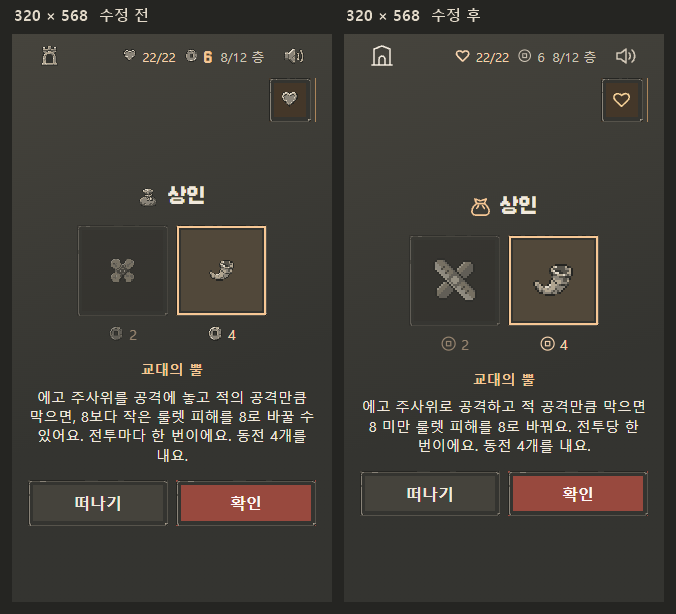 320 × 568 수정 전
22/22 6 8/12 층
상인
2 4
교대의 뿔
에고 주사위를 공격에 놓고 적의 공격만큼
막으면, 8보다 작은 룰렛 피해를 8로 바꿀 수
있어요. 전투마다 한 번이에요. 동전 4개를
내요.
떠나기 확인
320 × 568 수정 후
22/22 6 8/12 층
상인
2 4
교대의 뿔
에고 주사위로 공격하고 적 공격만큼 막으면
8 미만 룰렛 피해를 8로 바꿔요. 전투당 한
번이에요. 동전 4개를 내요.
떠나기 확인